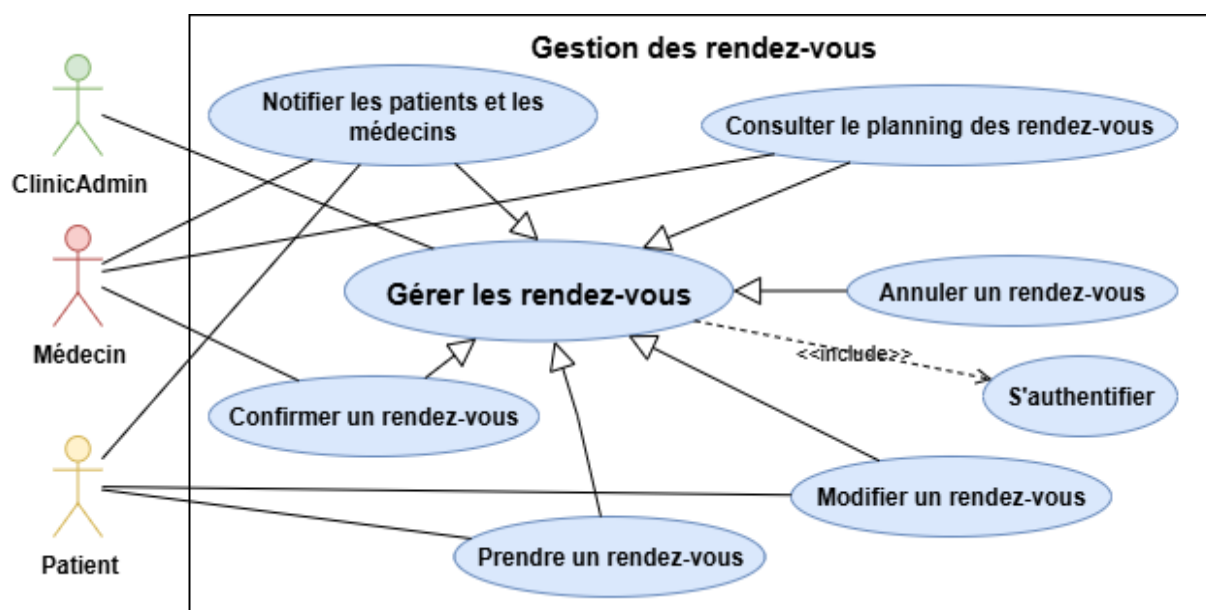 Gestion des rendez-vous
Notifier les patients et les
médecins
Consulter le planning des rendez-vous
ClinicAdmin
Gérer les rendez-vous
Annuler un rendez-vous
Médecin
<<include>>
S'authentifier
Confirmer un rendez-vous
Modifier un rendez-vous
Prendre un rendez-vous
Patient